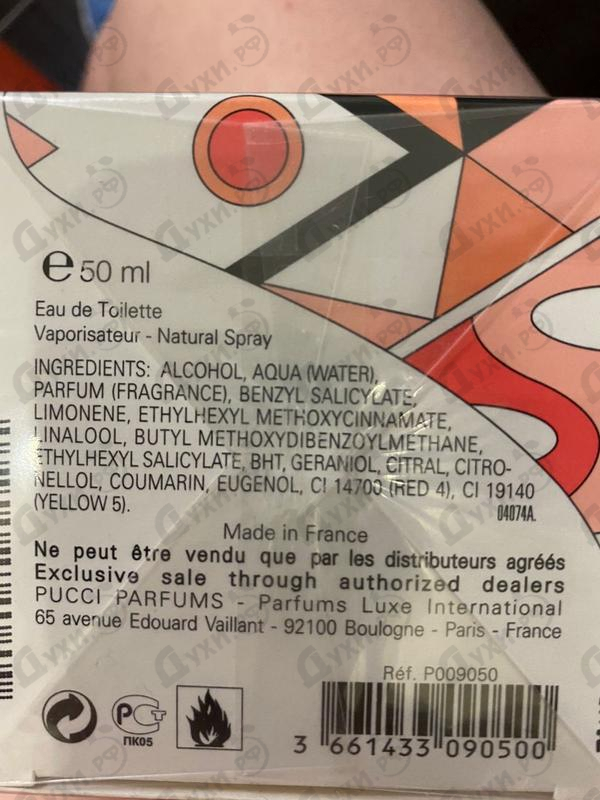 e 50 ml
Eau de Toilette
Vaporisateur - Natural Spray
INGREDIENTS: ALCOHOL, AQUA (WATER),
PARFUM (FRAGRANCE), BENZYL SALICYLATE,
LIMONENE, ETHYLHEXYL METHOXYCINNAMATE,
LINALOOL, BUTYL METHOXYDIBENZOYLMETHANE,
ETHYLHEXYL SALICYLATE, BHT, GERANIOL, CITRAL, CITRO-
NELLOL, COUMARIN, EUGENOL, CI 14700 (RED 4), CI 19140
(YELLOW 5).
04074A.
Made in France
Ne peut être vendu que par les distributeurs agréés
Exclusive sale through authorized dealers
PUCCI PARFUMS - Parfums Luxe International
65 avenue Edouard Vaillant - 92100 Boulogne - Paris - France
Réf. P009050
ПК05
3 661433 090500
Духи.рф